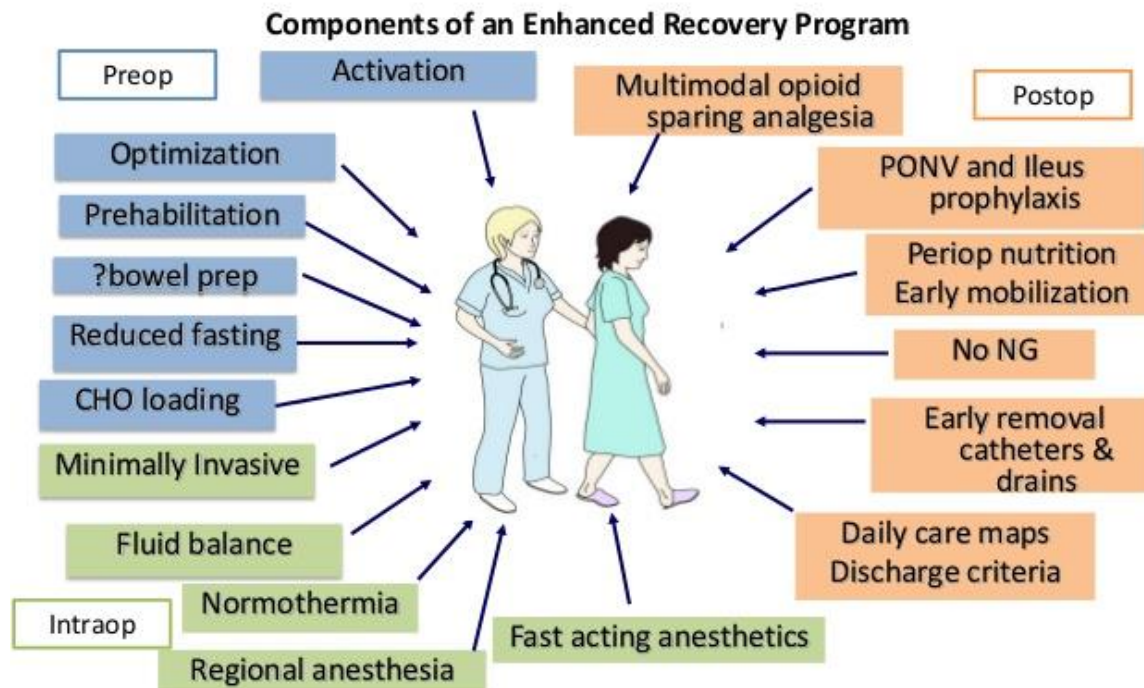 Components of an Enhanced Recovery Program
Preop
Activation
Optimization
Prehabilitation
?bowel prep
Reduced fasting
CHO loading
Minimally Invasive
Fluid balance
Normothermia
Intraop
Regional anesthesia
Fast acting anesthetics
Multimodal opioid
sparing analgesia
Postop
PONV and Ileus
prophylaxis
Periop nutrition
Early mobilization
No NG
Early removal
catheters &
drains
Daily care maps
Discharge criteria